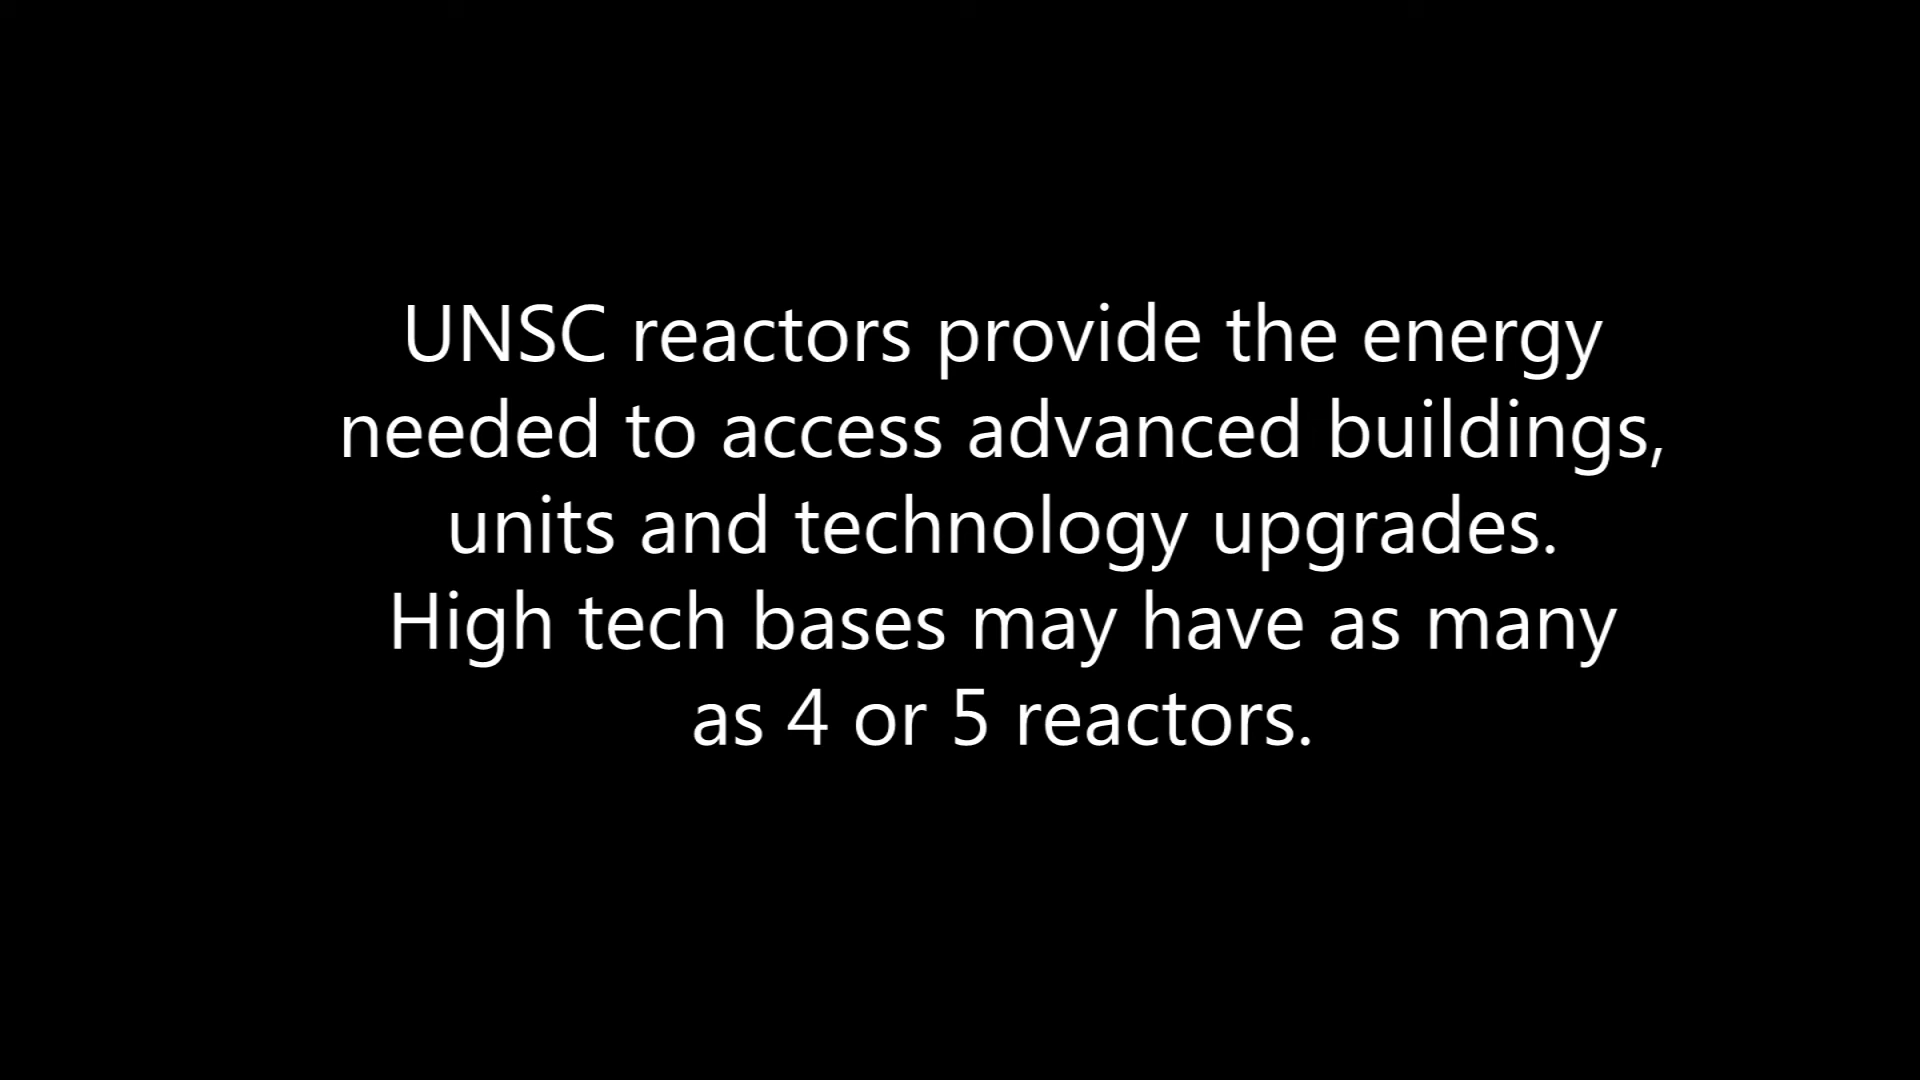 UNSC reactors provide the energy
needed to access advanced buildings,
units and technology upgrades.
High tech bases may have as many
as 4 or 5 reactors.